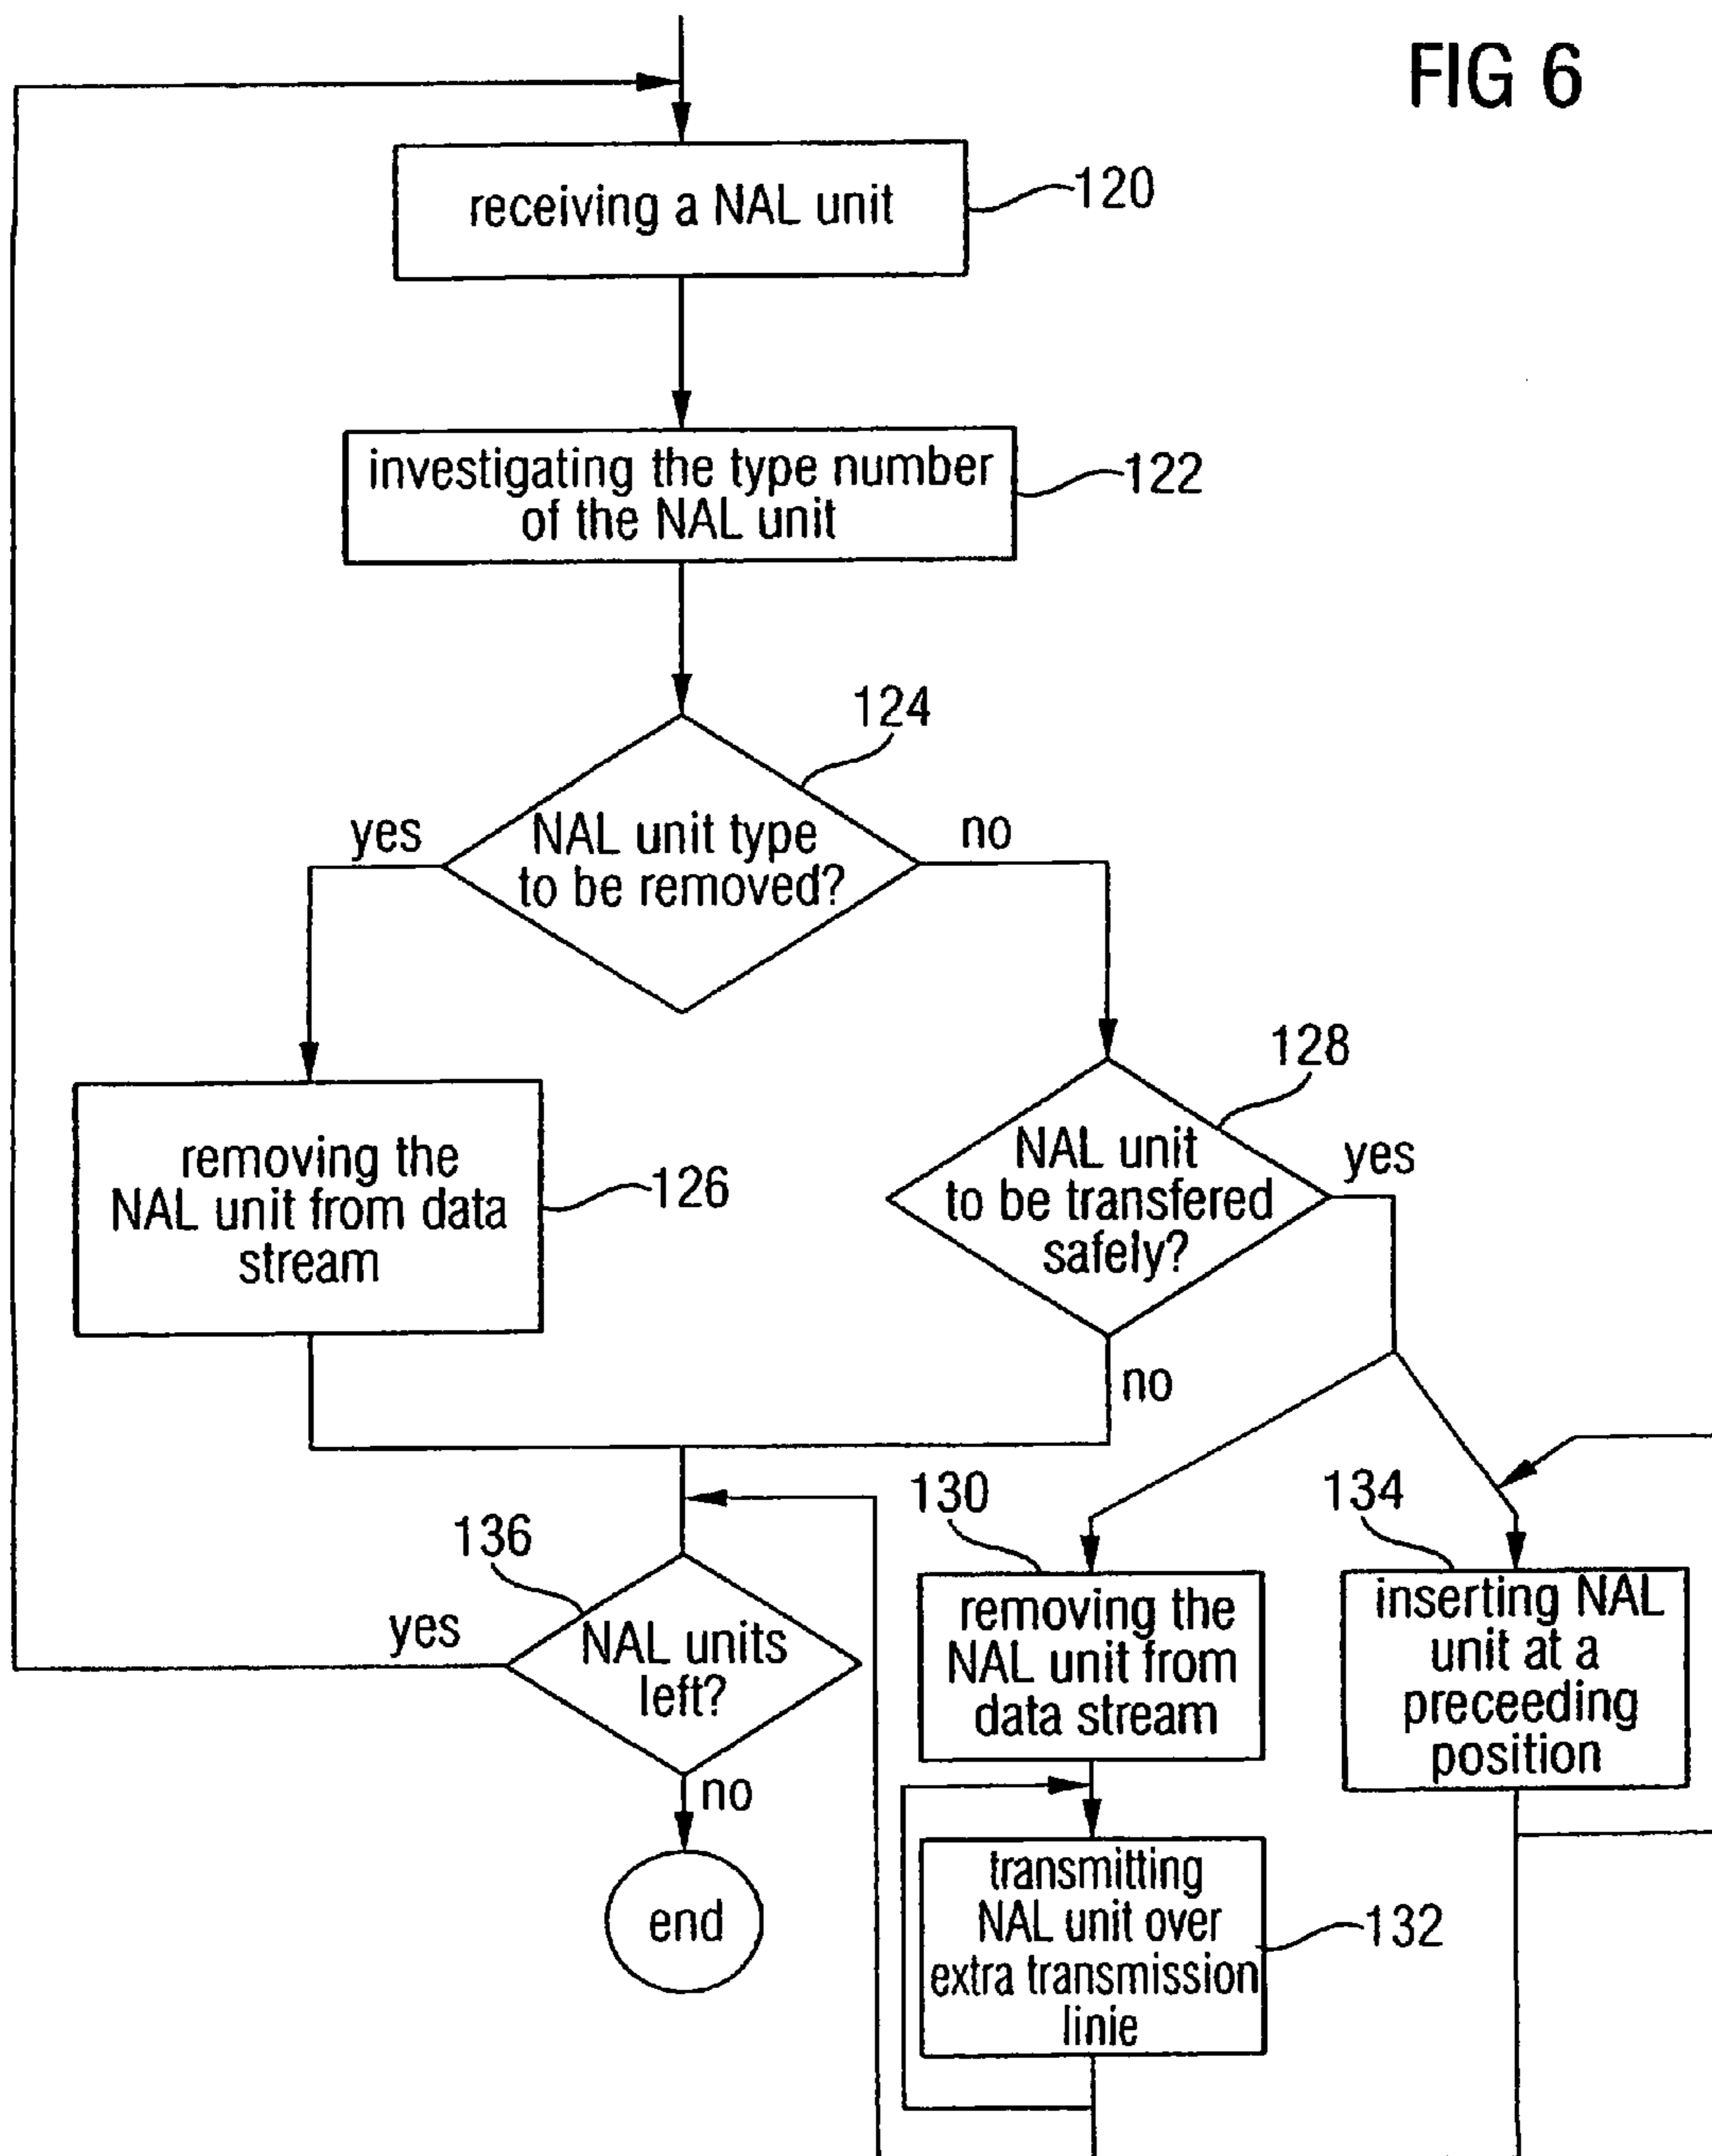 FIG 6
receiving a NAL unit
120
investigating the type number
of the NAL unit
122
124
yes
NAL unit type
to be removed?
no
128
removing the
NAL unit from data
stream
126
NAL unit
to be transfered
safely?
yes
no
130
134
136
yes
NAL units
left?
no
end
removing the
NAL unit from
data stream
inserting NAL
unit at a
preceeding
position
transmitting
NAL unit over
extra transmission
linie
132